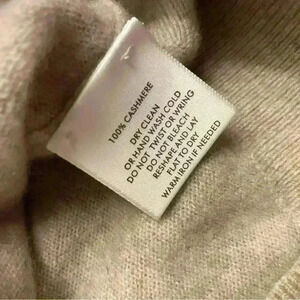 100% CASHMERE
DRY CLEAN
OR HAND WASH COLD
DO NOT TWIST OR WRING
DO NOT BLEACH
RESHAPE AND LAY
FLAT TO DRY
WARM IRON IF NEEDED